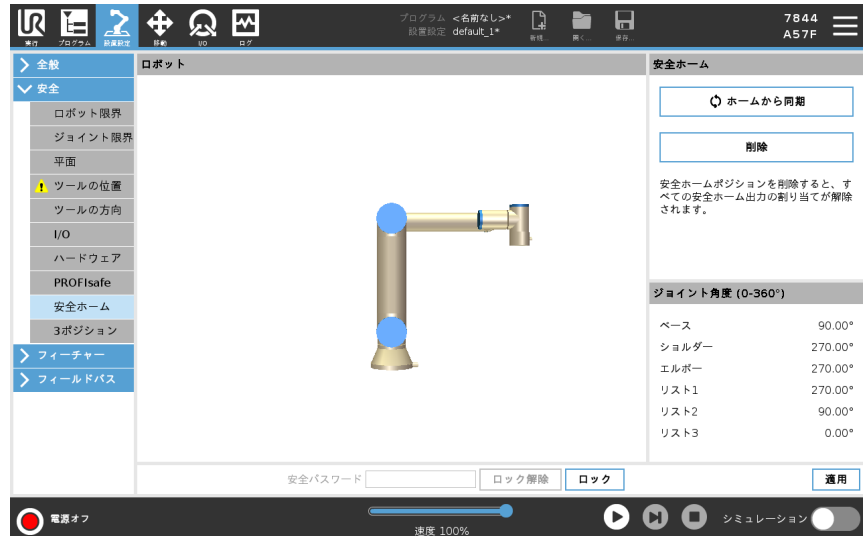 UR
実行
プログラム
設置設定
移動
I/O
ログ
プログラム <名前なし>*
設置設定 default_1*
新規...
開く...
保存...
7844
A57F
全般
安全
ロボット限界
ジョイント限界
平面
ツールの位置
ツールの方向
I/O
ハードウェア
PROFIsafe
安全ホーム
3ポジション
フィーチャー
フィールドバス
ロボット
安全ホーム
ホームから同期
削除
安全ホームポジションを削除すると、す
べての安全ホーム出力の割り当てが解除
されます。
ジョイント角度 (0-360°)
ベース 90.00°
ショルダー 270.00°
エルボー 270.00°
リスト1 270.00°
リスト2 90.00°
リスト3 0.00°
安全パスワード ロック解除 ロック 適用
電源オフ
速度 100%
シミュレーション